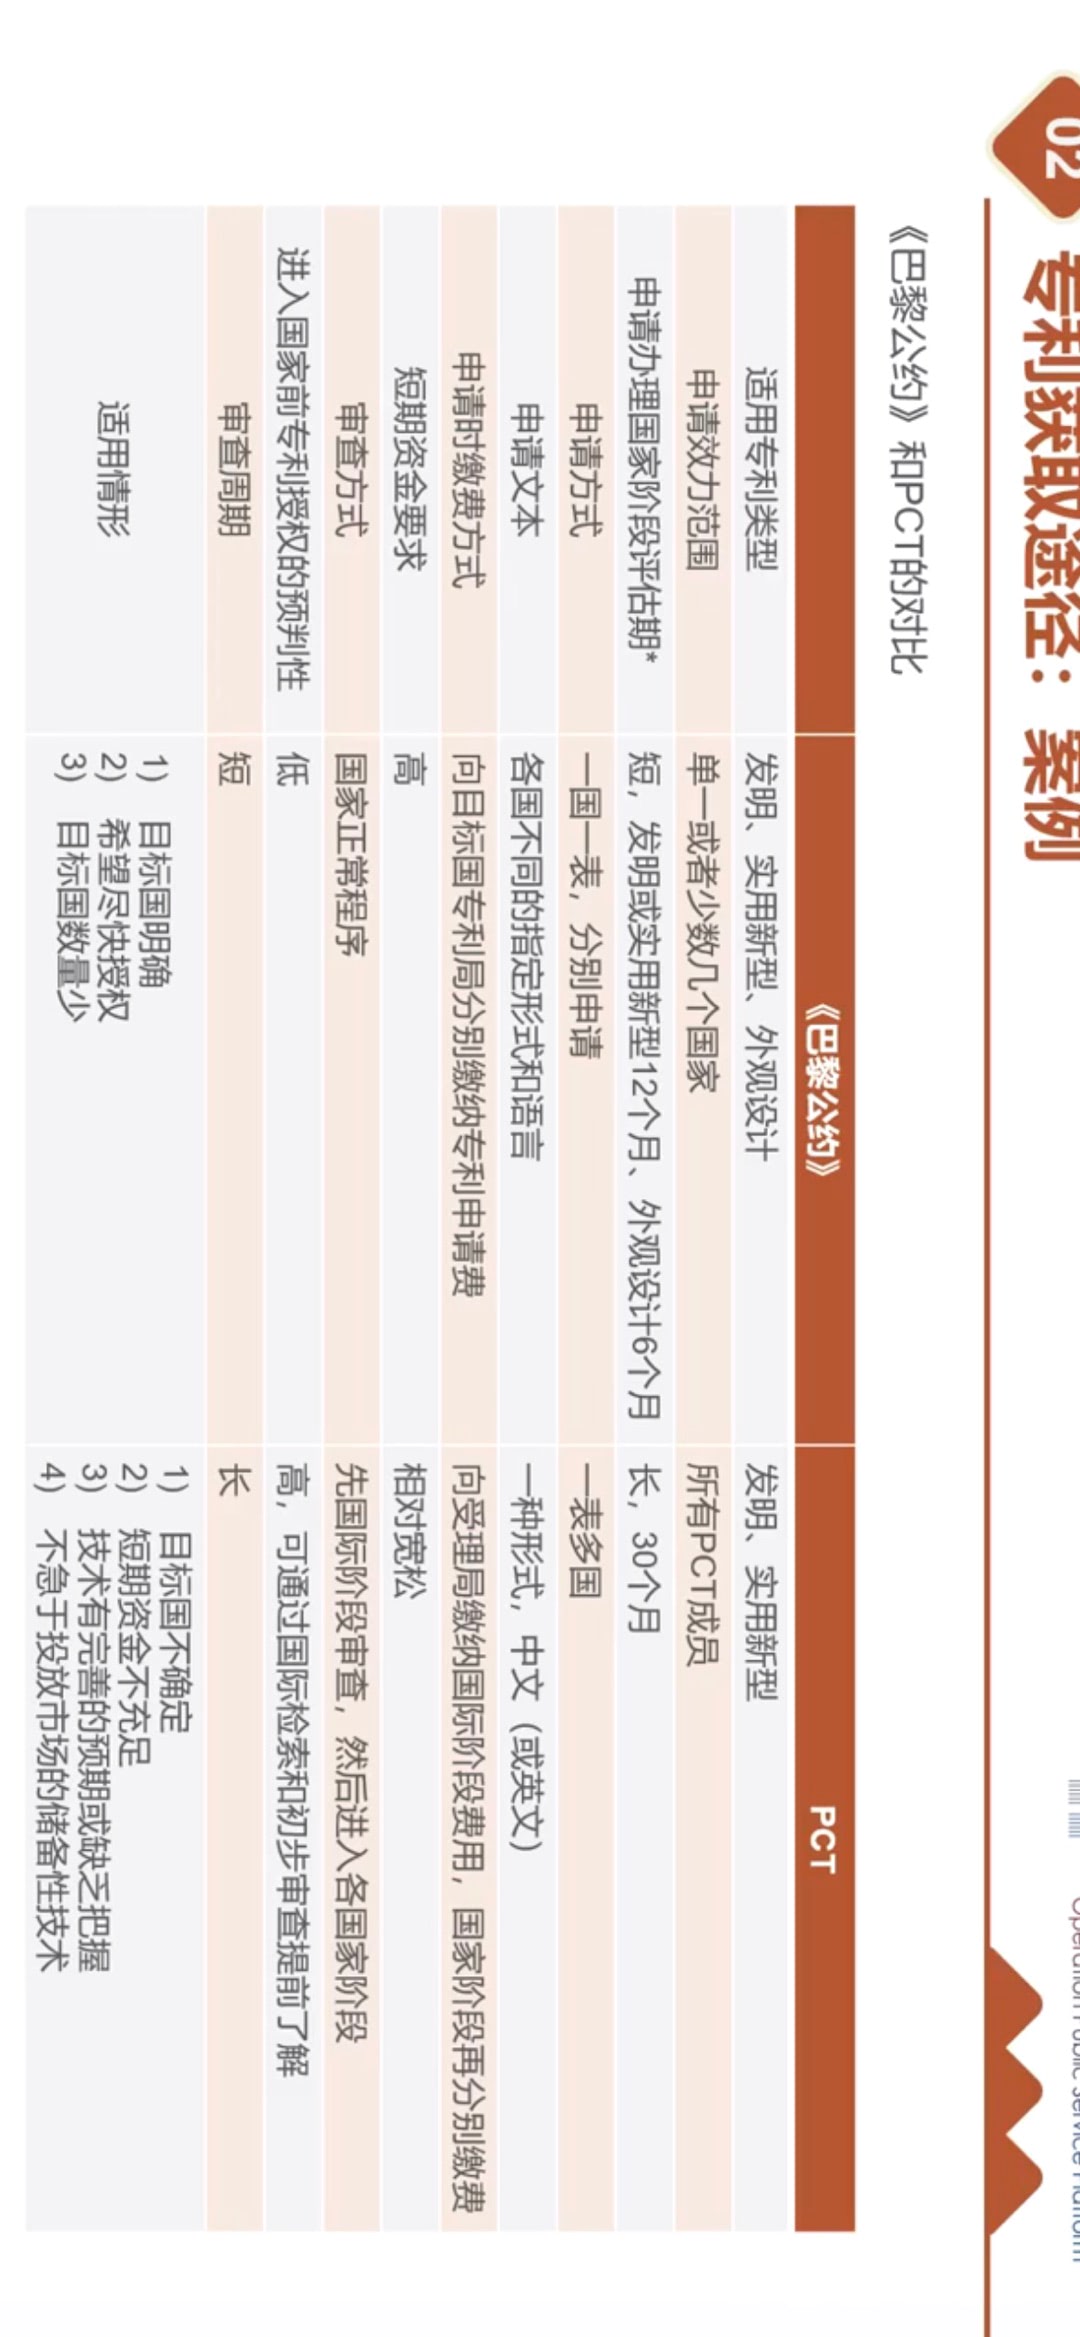 02
专利获取途径：案例
《巴黎公约》和PCT的对比
《巴黎公约》 PCT
适用专利类型 发明、实用新型、外观设计 发明、实用新型
申请效力范围 单一或者少数几个国家 所有PCT成员
申请办理国家阶段评估期* 短，发明或实用新型12个月、外观设计6个月 长，30个月
申请方式 一国一表，分别申请 一表多国
申请文本 各国不同的指定形式和语言 一种形式，中文（或英文）
申请时缴费方式 向目标国专利局分别缴纳专利申请费 向受理局缴纳国际阶段费用，国家阶段再分别缴费
短期资金要求 高 相对宽松
审查方式 国家正常程序 先国际阶段审查，然后进入各国家阶段
进入国家前专利授权的预判性 低 高，可通过国际检索和初步审查提前了解
审查周期 短 长
适用情形
1) 目标国明确
2) 希望尽快授权
3) 目标国数量少
1) 目标国不确定
2) 短期资金不充足
3) 技术有完善的预期或缺乏把握
4) 不急于投放市场的储备性技术